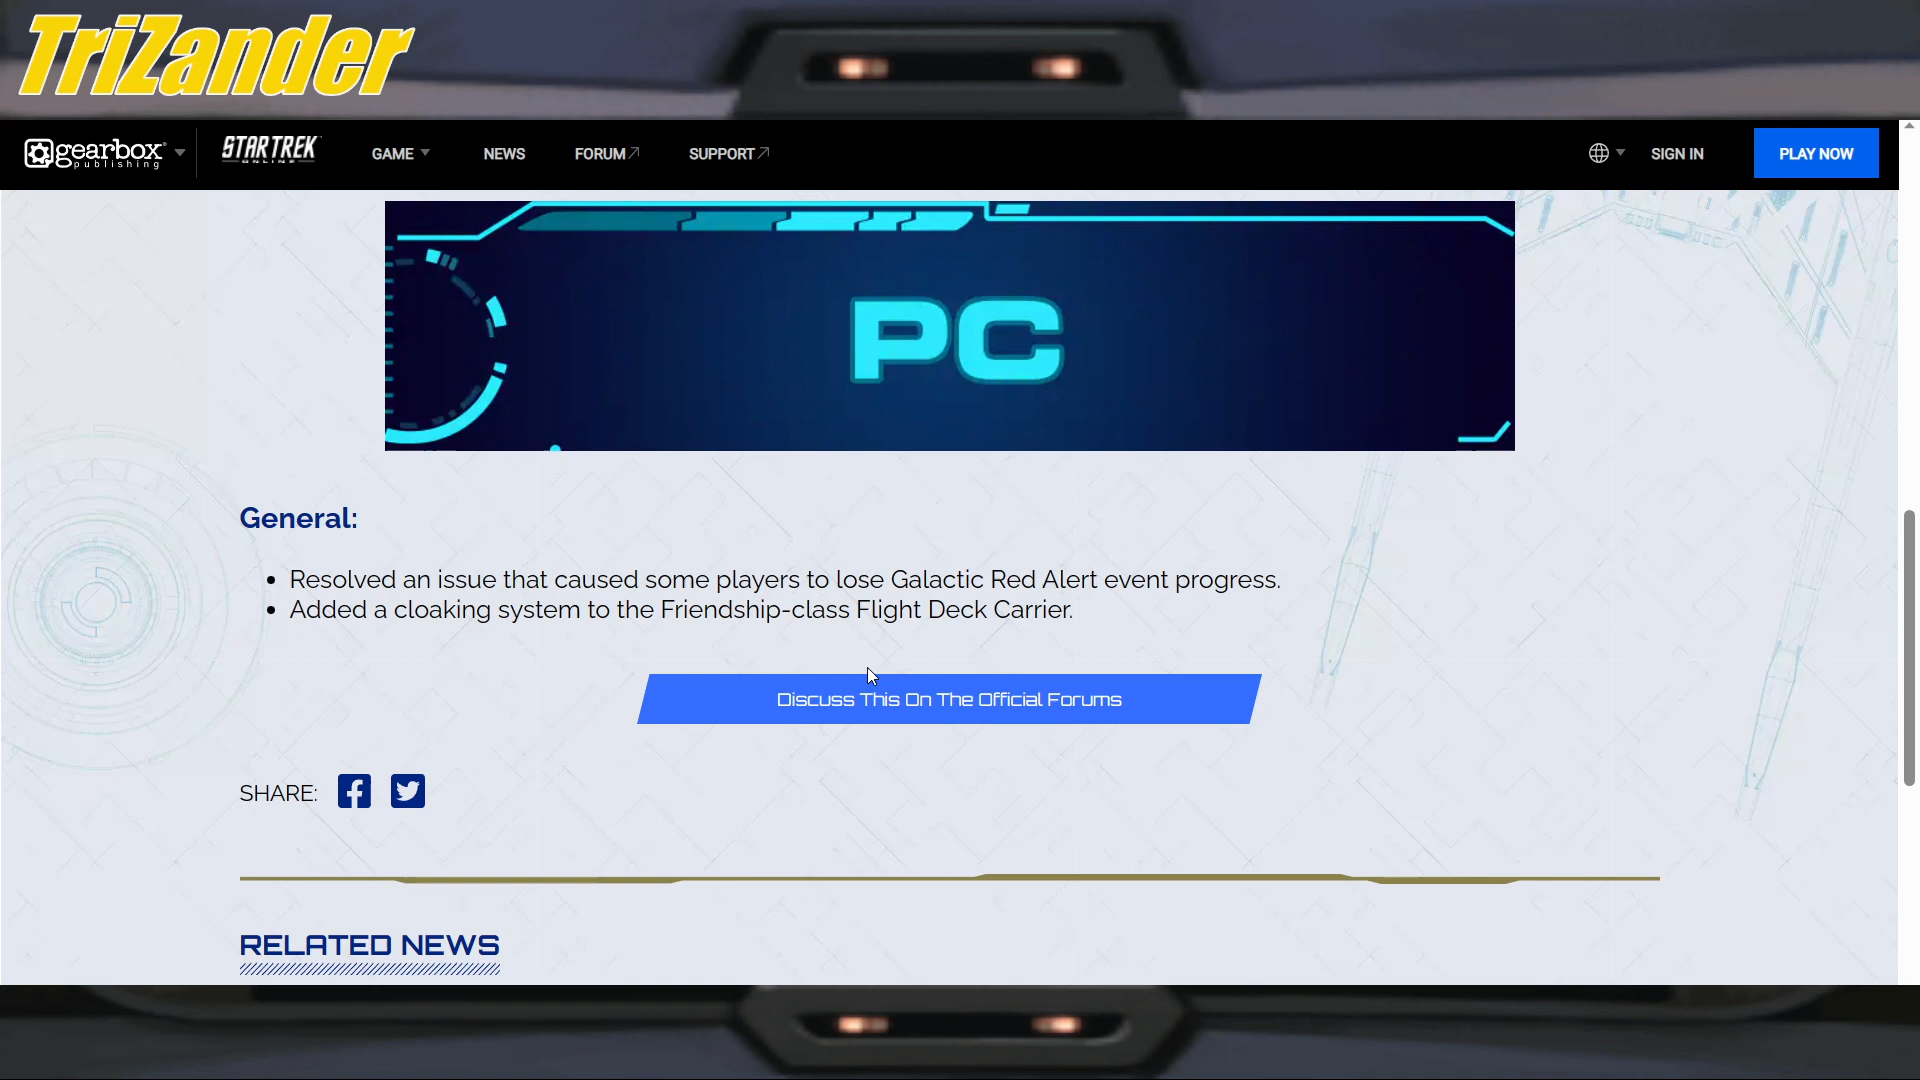 TriZander
gearbox
publishing
STAR TREK
ONLINE
GAME
NEWS
FORUM
SUPPORT
SIGN IN
PLAY NOW
PC
General:
Resolved an issue that caused some players to lose Galactic Red Alert event progress.
Added a cloaking system to the Friendship-class Flight Deck Carrier.
Discuss This On The Official Forums
SHARE:
RELATED NEWS